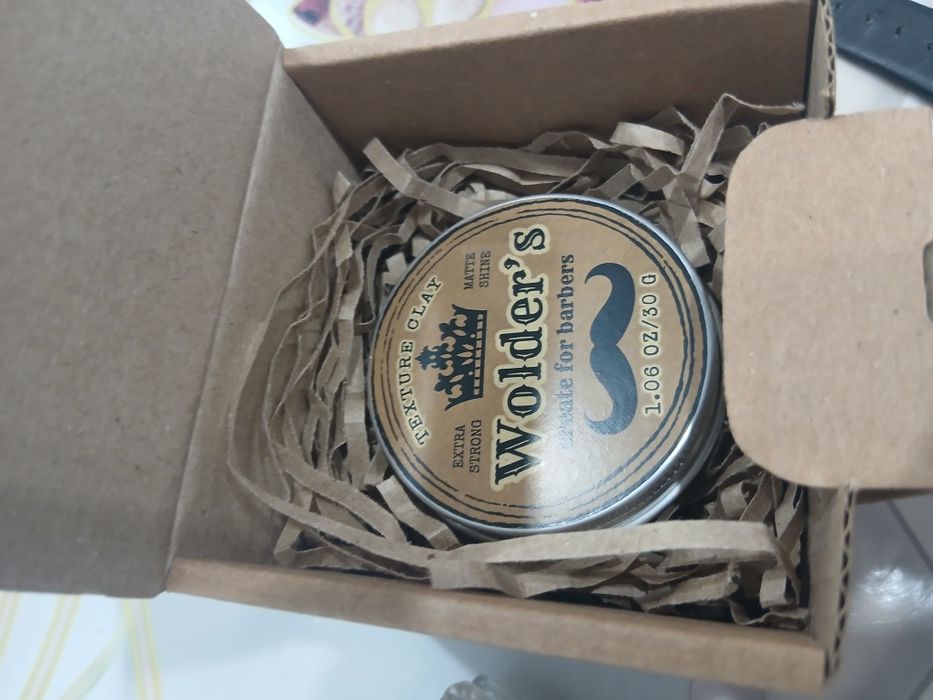 TEXTURE CLAY
EXTRA STRONG
MATTE SHINE
Wolder's
create for barbers
1.06 OZ/30 G